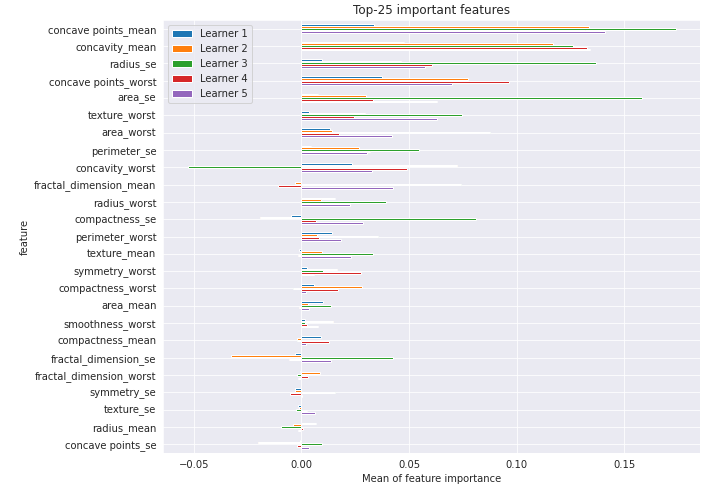 Top-25 important features
Learner 1
Learner 2
Learner 3
Learner 4
Learner 5
concave points_mean
concavity_mean
radius_se
concave points_worst
area_se
texture_worst
area_worst
perimeter_se
concavity_worst
fractal_dimension_mean
radius_worst
compactness_se
perimeter_worst
texture_mean
symmetry_worst
compactness_worst
area_mean
smoothness_worst
compactness_mean
fractal_dimension_se
fractal_dimension_worst
symmetry_se
texture_se
radius_mean
concave points_se
feature
−0.05 0.00 0.05 0.10 0.15
Mean of feature importance